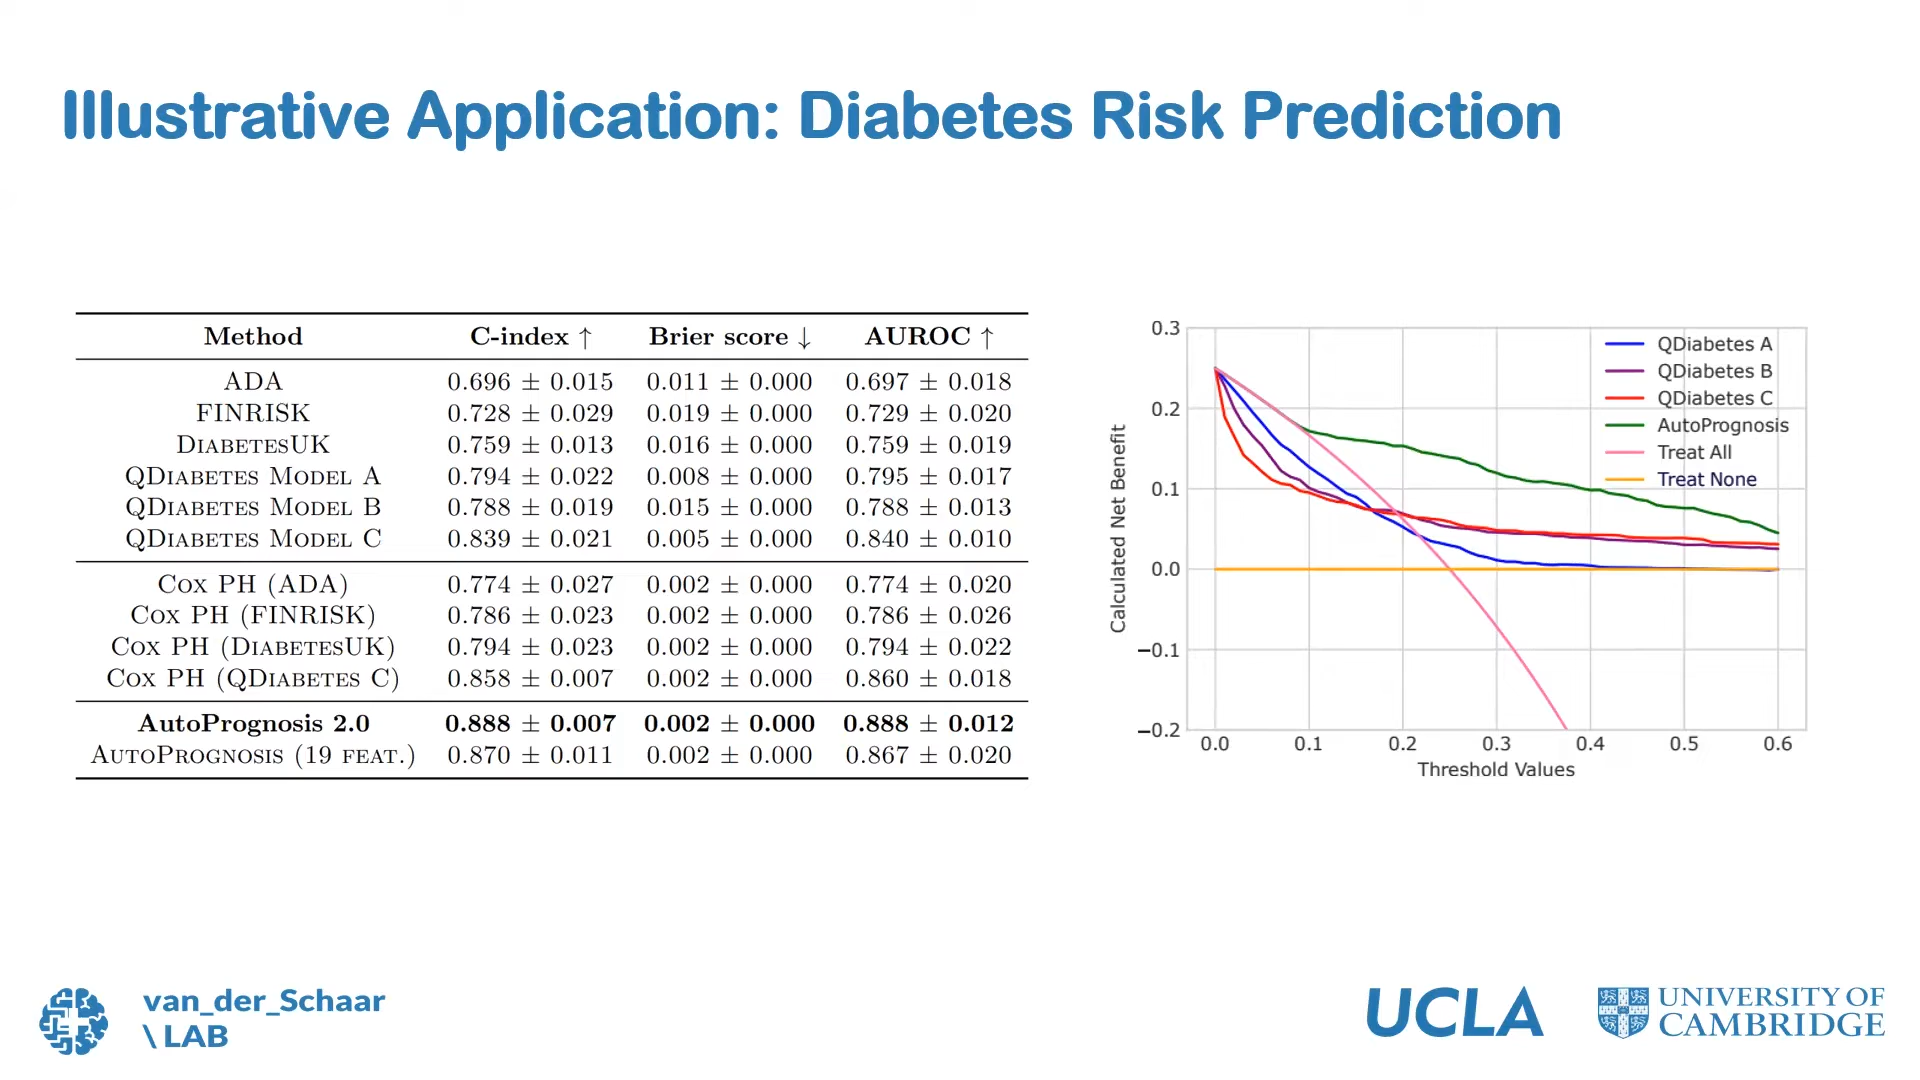 Illustrative Application: Diabetes Risk Prediction
Method C-index ↑ Brier score ↓ AUROC ↑
ADA 0.696 ± 0.015 0.011 ± 0.000 0.697 ± 0.018
FINRISK 0.728 ± 0.029 0.019 ± 0.000 0.729 ± 0.020
DiabetesUK 0.759 ± 0.013 0.016 ± 0.000 0.759 ± 0.019
QDiabetes Model A 0.794 ± 0.022 0.008 ± 0.000 0.795 ± 0.017
QDiabetes Model B 0.788 ± 0.019 0.015 ± 0.000 0.788 ± 0.013
QDiabetes Model C 0.839 ± 0.021 0.005 ± 0.000 0.840 ± 0.010
Cox PH (ADA) 0.774 ± 0.027 0.002 ± 0.000 0.774 ± 0.020
Cox PH (FINRISK) 0.786 ± 0.023 0.002 ± 0.000 0.786 ± 0.026
Cox PH (DiabetesUK) 0.794 ± 0.023 0.002 ± 0.000 0.794 ± 0.022
Cox PH (QDiabetes C) 0.858 ± 0.007 0.002 ± 0.000 0.860 ± 0.018
AutoPrognosis 2.0 0.888 ± 0.007 0.002 ± 0.000 0.888 ± 0.012
AutoPrognosis (19 feat.) 0.870 ± 0.011 0.002 ± 0.000 0.867 ± 0.020
Calculated Net Benefit
0.3
0.2
0.1
0.0
−0.1
−0.2
QDiabetes A
QDiabetes B
QDiabetes C
AutoPrognosis
Treat All
Treat None
0.0 0.1 0.2 0.3 0.4 0.5 0.6
Threshold Values
van_der_Schaar
\ LAB
UCLA
UNIVERSITY OF
CAMBRIDGE